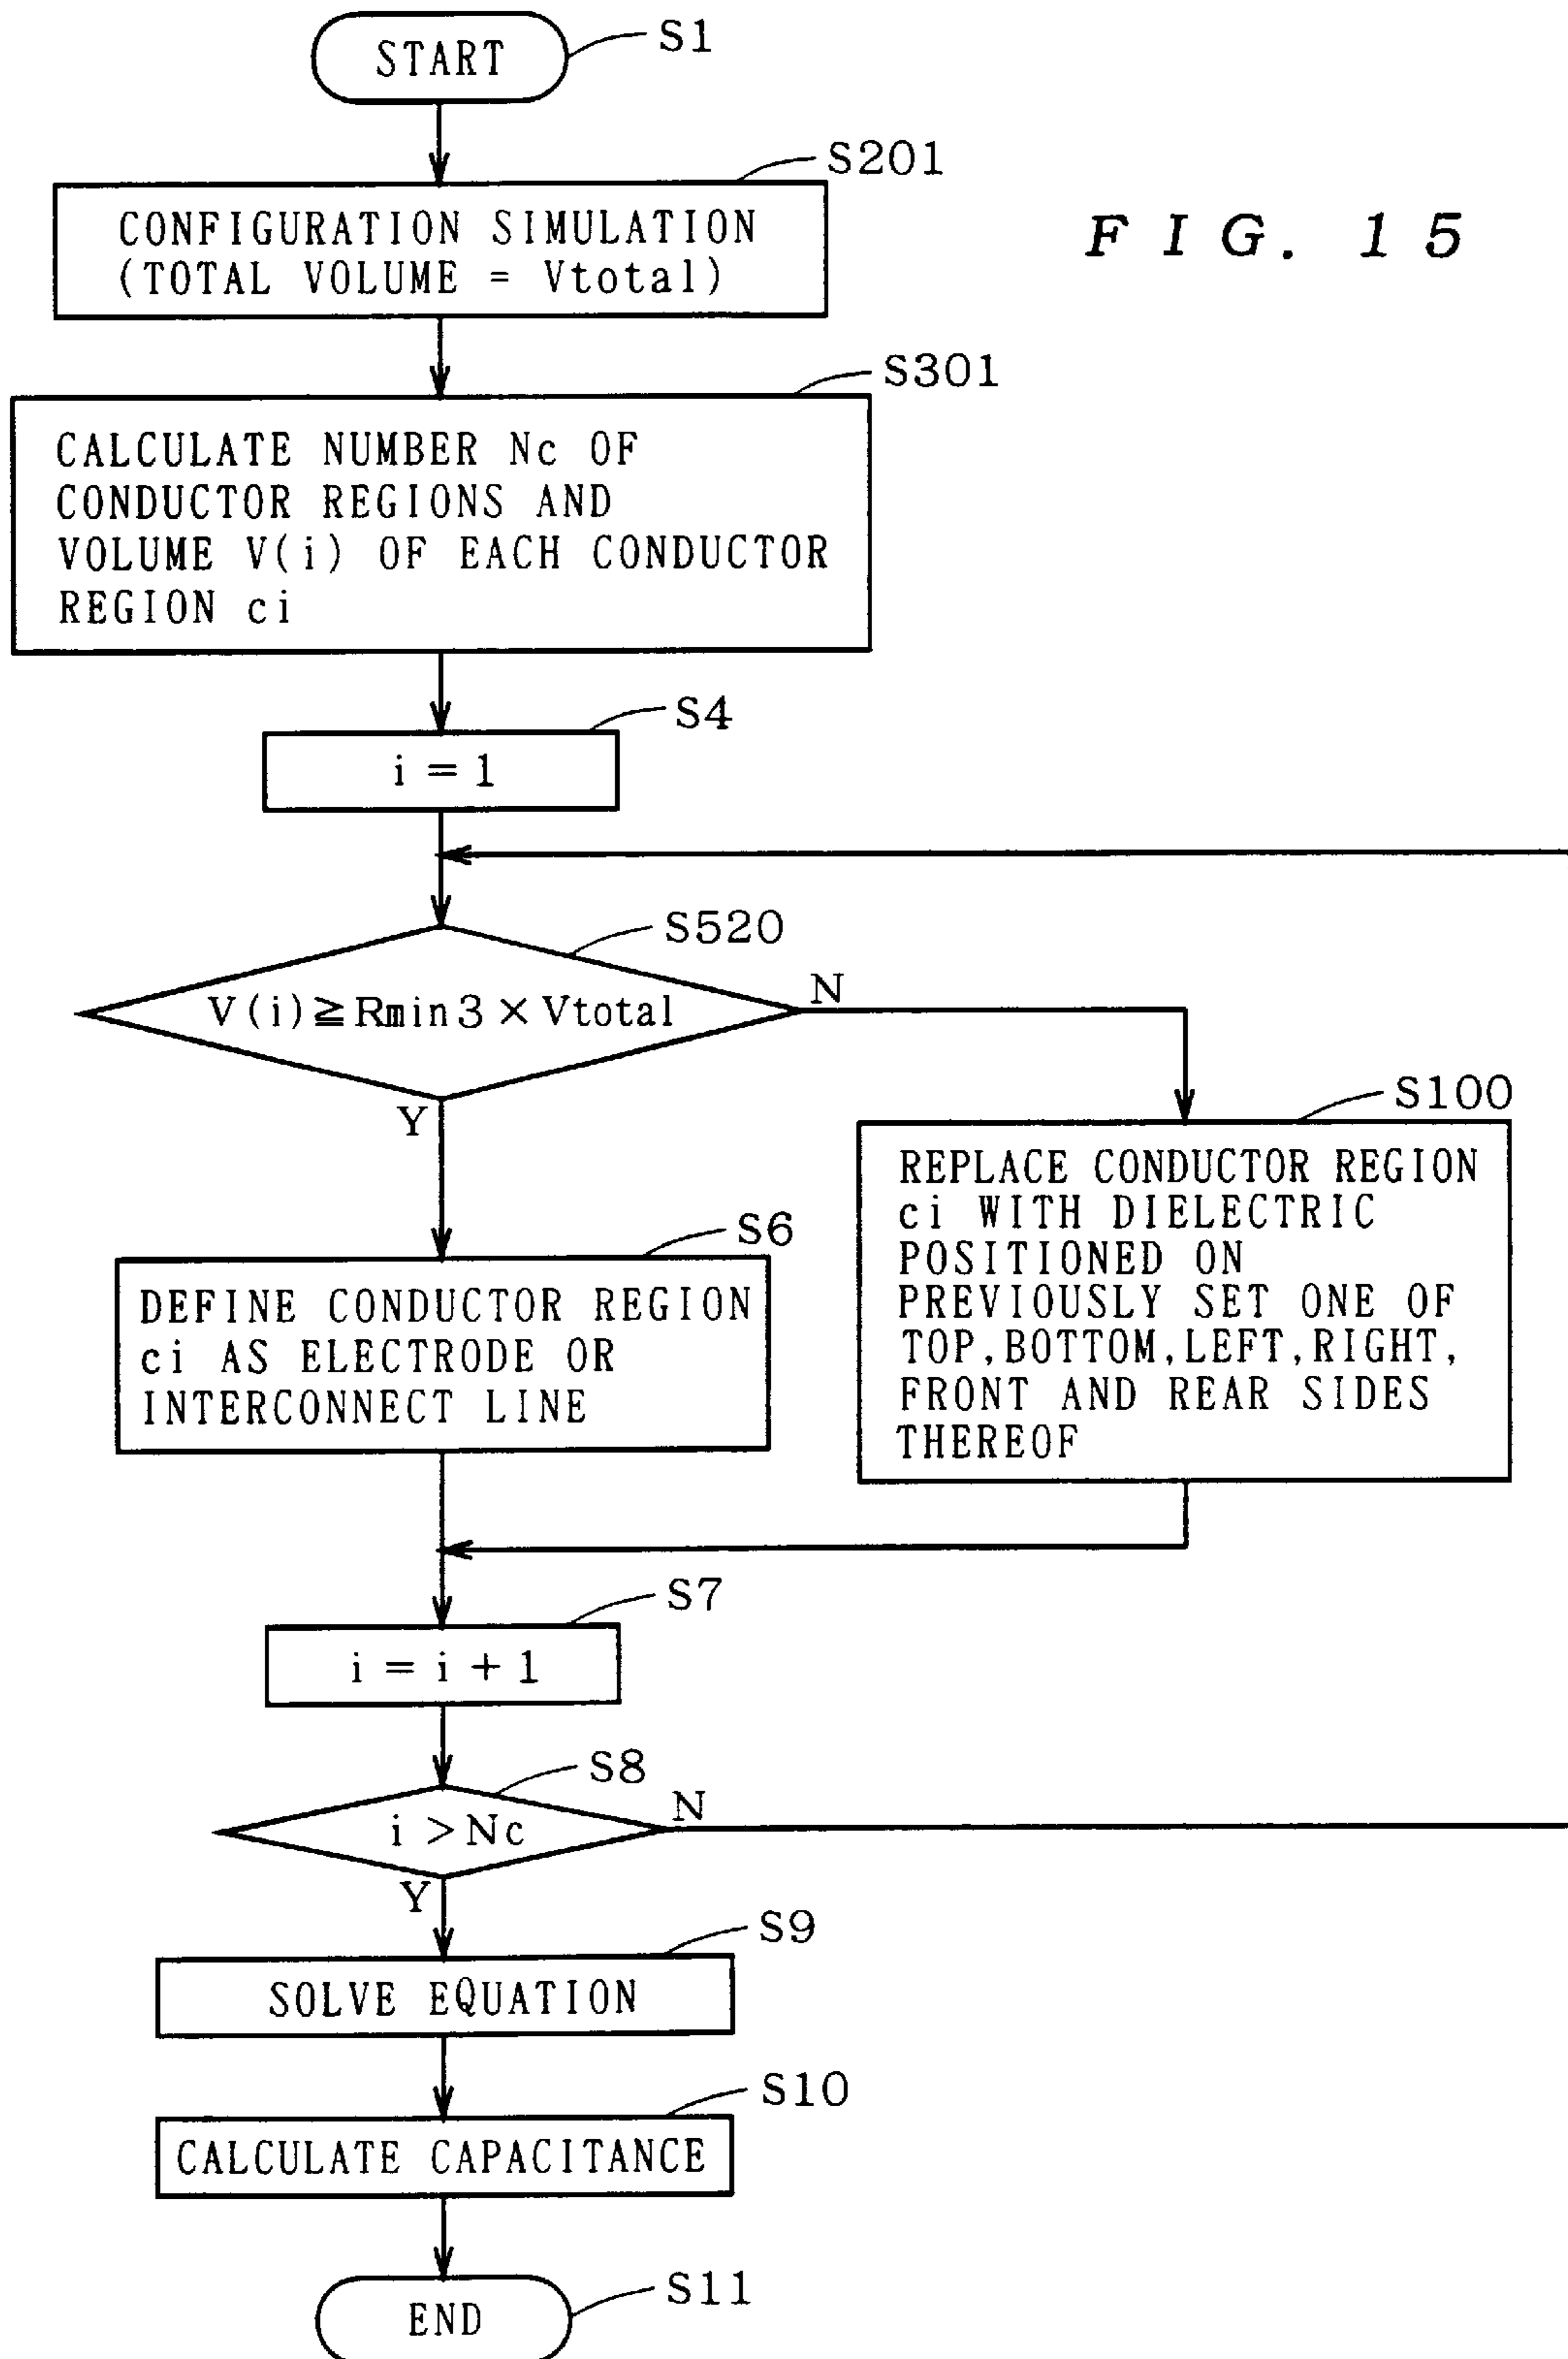 START
S1
S201
CONFIGURATION SIMULATION
(TOTAL VOLUME = Vtotal)
FIG. 15
S301
CALCULATE NUMBER Nc OF
CONDUCTOR REGIONS AND
VOLUME V(i) OF EACH CONDUCTOR
REGION ci
S4
i = 1
S520
V(i)≧Rmin3×Vtotal
N
Y
S100
REPLACE CONDUCTOR REGION
ci WITH DIELECTRIC
POSITIONED ON
PREVIOUSLY SET ONE OF
TOP,BOTTOM,LEFT,RIGHT,
FRONT AND REAR SIDES
THEREOF
S6
DEFINE CONDUCTOR REGION
ci AS ELECTRODE OR
INTERCONNECT LINE
S7
i = i + 1
S8
i > Nc
N
Y
S9
SOLVE EQUATION
S10
CALCULATE CAPACITANCE
S11
END